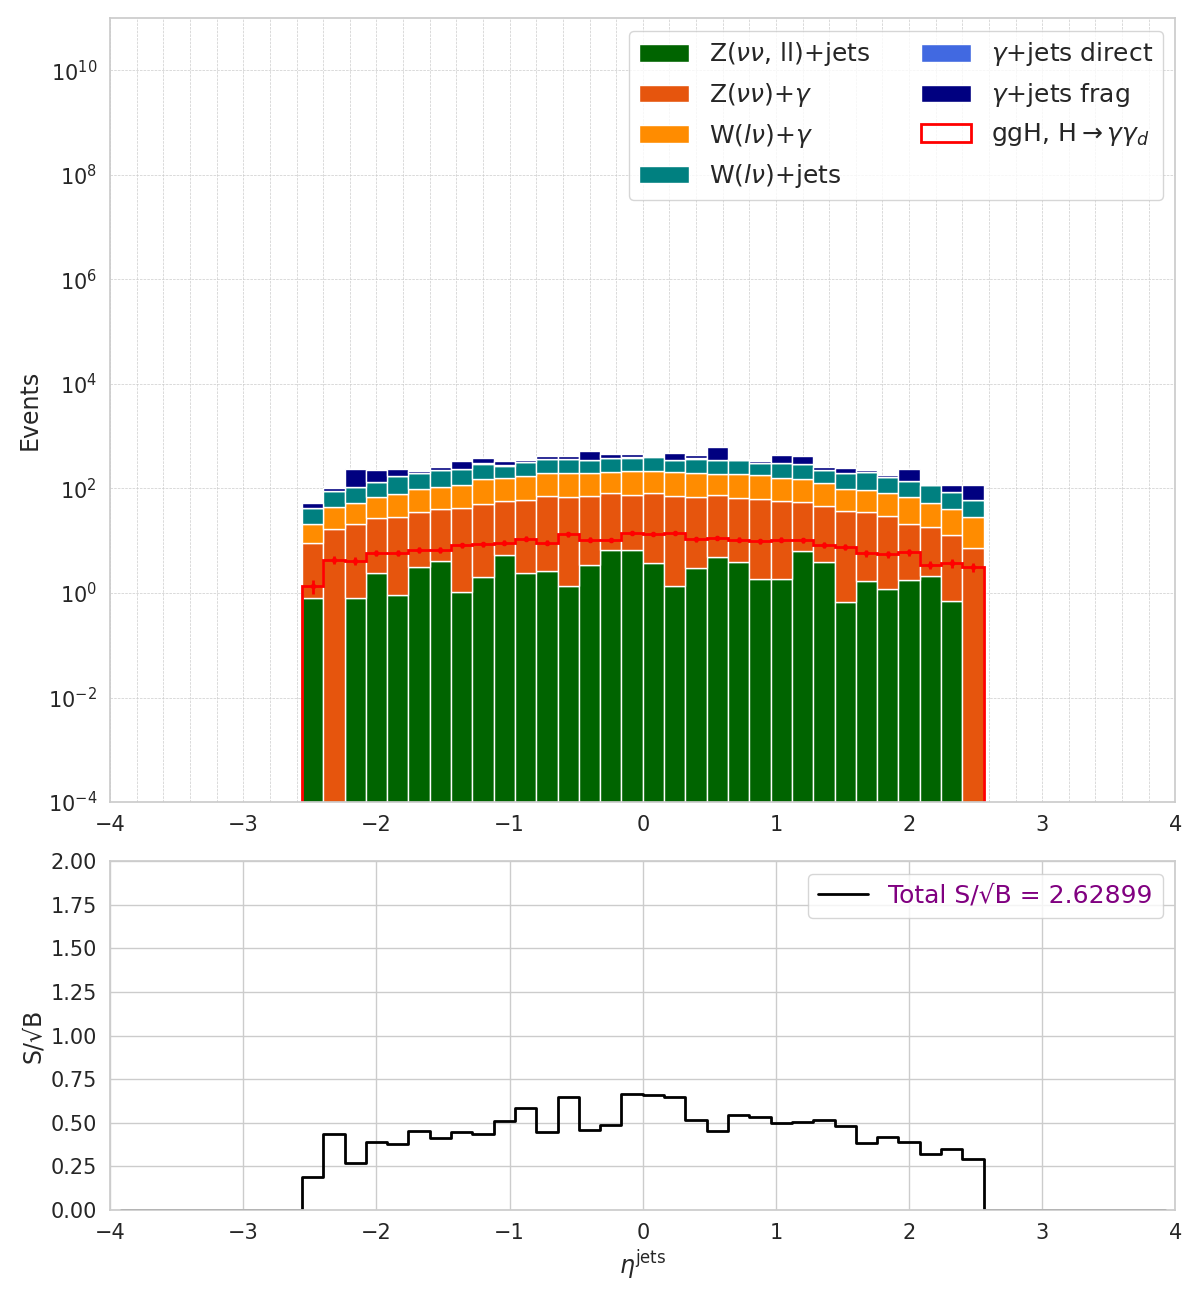 Z(νν, ll)+jets
Z(νν)+γ
W(lν)+γ
W(lν)+jets
γ+jets direct
γ+jets frag
ggH, H→γγ_d
Events
10^10
10^8
10^6
10^4
10^2
10^0
10^−2
10^−4
−4 −3 −2 −1 0 1 2 3 4
Total S/√B = 2.62899
S/√B
2.00
1.75
1.50
1.25
1.00
0.75
0.50
0.25
0.00
−4 −3 −2 −1 0 1 2 3 4
η^jets